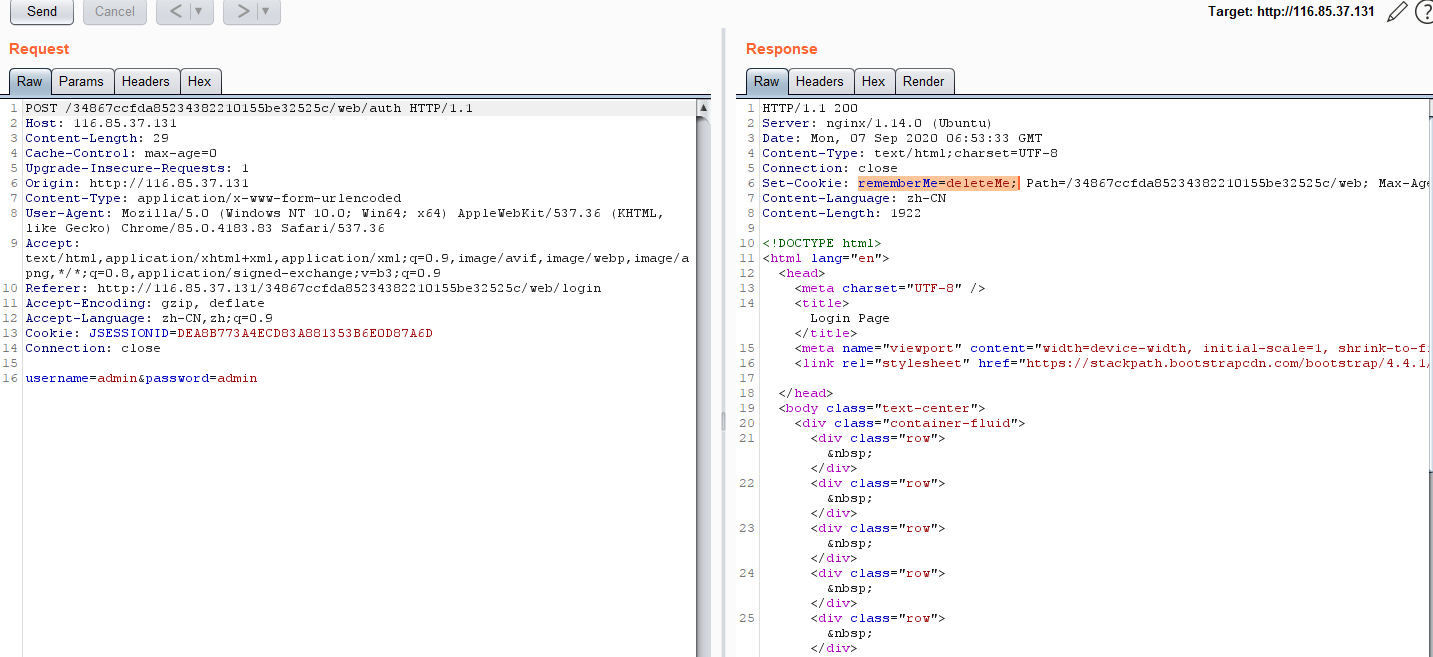 Send Cancel < ▼ > ▼ Target: http://116.85.37.131 ?
Request
Raw Params Headers Hex
1 POST /34867ccfda85234382210155be32525c/web/auth HTTP/1.1
2 Host: 116.85.37.131
3 Content-Length: 29
4 Cache-Control: max-age=0
5 Upgrade-Insecure-Requests: 1
6 Origin: http://116.85.37.131
7 Content-Type: application/x-www-form-urlencoded
8 User-Agent: Mozilla/5.0 (Windows NT 10.0; Win64; x64) AppleWebKit/537.36 (KHTML,
like Gecko) Chrome/85.0.4183.83 Safari/537.36
9 Accept:
text/html,application/xhtml+xml,application/xml;q=0.9,image/avif,image/webp,image/a
png,*/*;q=0.8,application/signed-exchange;v=b3;q=0.9
10 Referer: http://116.85.37.131/34867ccfda85234382210155be32525c/web/login
11 Accept-Encoding: gzip, deflate
12 Accept-Language: zh-CN,zh;q=0.9
13 Cookie: JSESSIONID=DEA8B773A4ECD83A881353B6E0D87A6D
14 Connection: close
15
16 username=admin&password=admin
Response
Raw Headers Hex Render
1 HTTP/1.1 200
2 Server: nginx/1.14.0 (Ubuntu)
3 Date: Mon, 07 Sep 2020 06:53:33 GMT
4 Content-Type: text/html;charset=UTF-8
5 Connection: close
6 Set-Cookie: rememberMe=deleteMe; Path=/34867ccfda85234382210155be32525c/web; Max-Age
7 Content-Language: zh-CN
8 Content-Length: 1922
9
10 <!DOCTYPE html>
11 <html lang="en">
12 <head>
13 <meta charset="UTF-8" />
14 <title>
Login Page
</title>
15 <meta name="viewport" content="width=device-width, initial-scale=1, shrink-to-fi
16 <link rel="stylesheet" href="https://stackpath.bootstrapcdn.com/bootstrap/4.4.1/
17
18 </head>
19 <body class="text-center">
20 <div class="container-fluid">
21 <div class="row">
&nbsp;
</div>
22 <div class="row">
&nbsp;
</div>
23 <div class="row">
&nbsp;
</div>
24 <div class="row">
&nbsp;
</div>
25 <div class="row">
&nbsp;
</div>